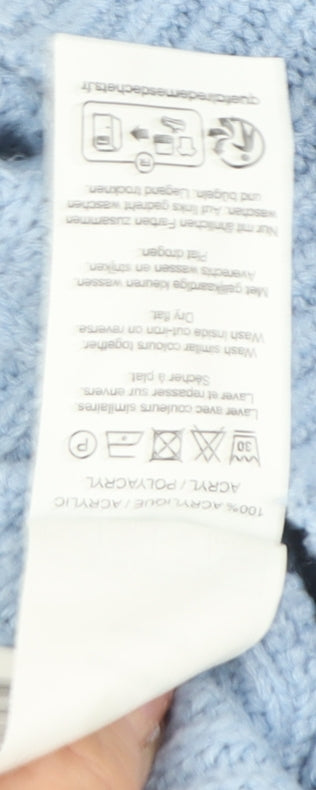 100% ACRYLIQUE / ACRYLIC
ACRYL / POLYACRYL
30 P
Laver avec couleurs similaires.
Laver et repasser sur envers.
Sécher à plat.
Wash similar colours together.
Wash inside out-iron on reverse.
Dry flat.
Met gelijkaardige kleuren wassen.
Averechts wassen en strijken.
Plat drogen.
Nur mit ähnlichen Farben zusammen
waschen. Auf links gedreht waschen
und bügeln. Liegend trocknen.
FR
quefairedemesdechets.fr